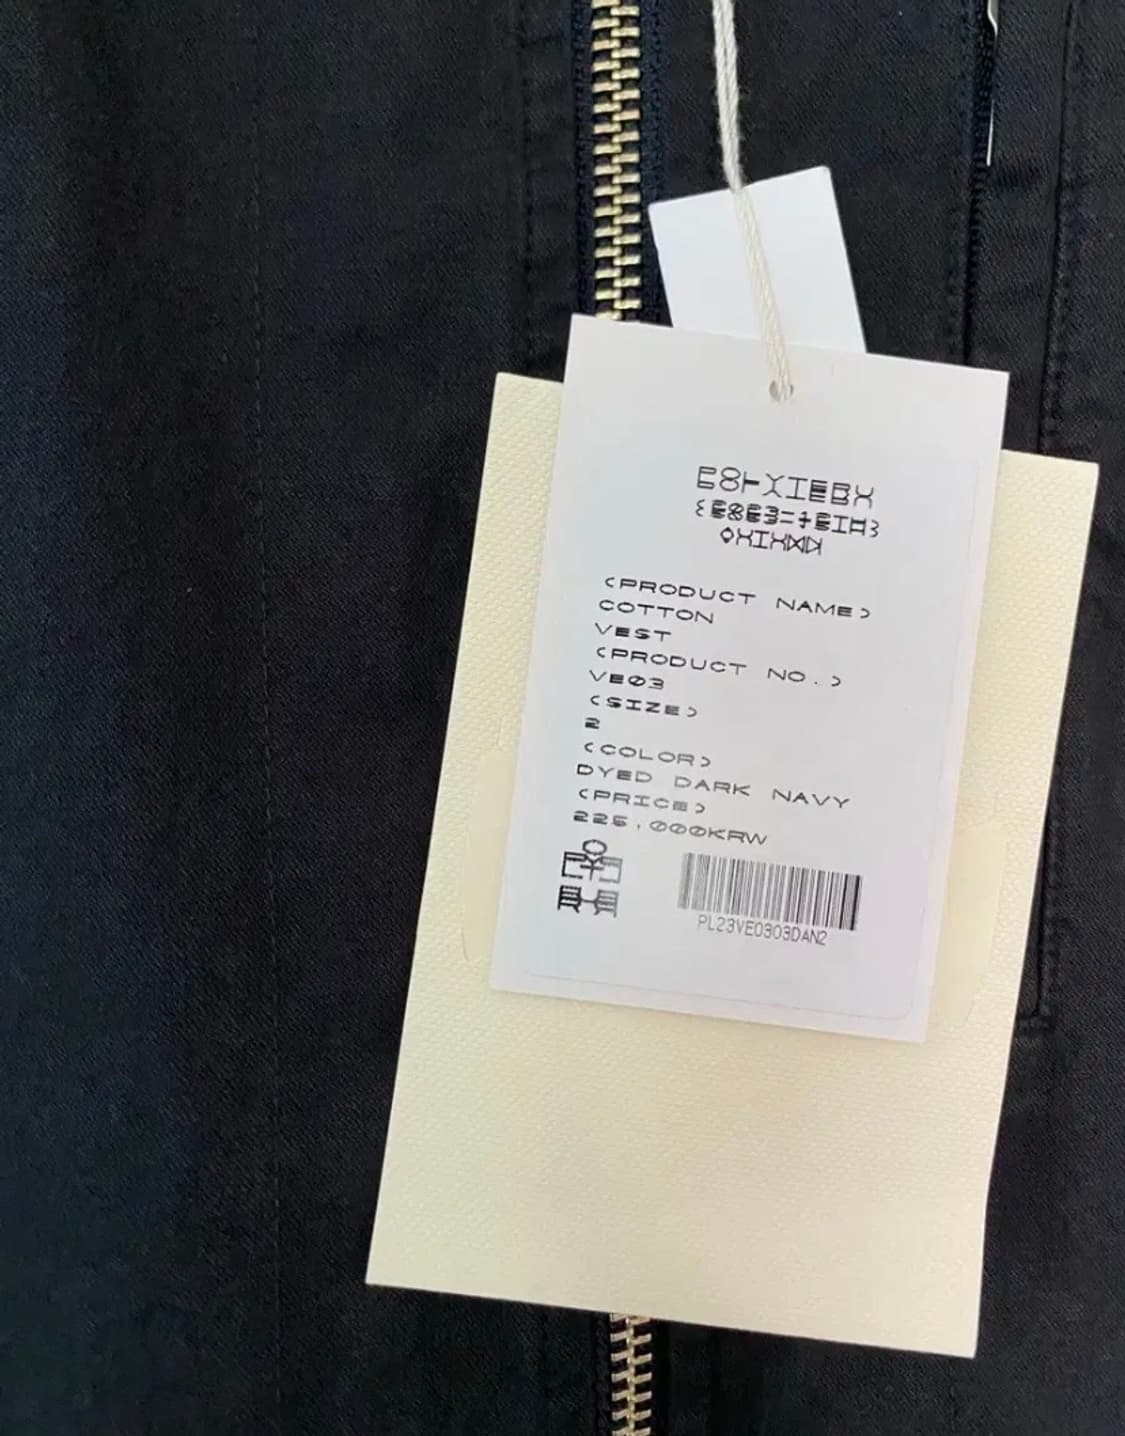 <PRODUCT NAME>
COTTON
VEST
<PRODUCT NO.>
VE03
<SIZE>
2
<COLOR>
DYED DARK NAVY
<PRICE>
225,000KRW
PL23VE0303DAN2